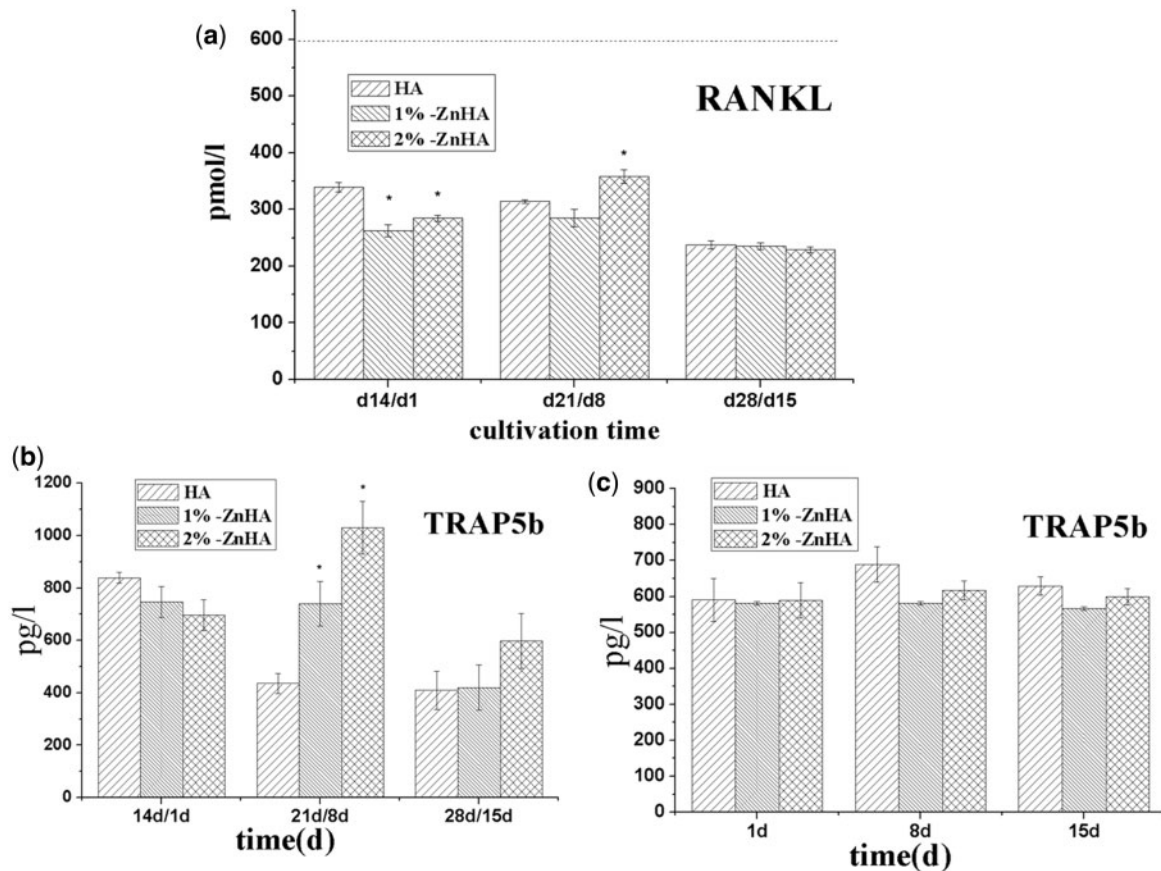 (a)
600
500
400
300
200
100
0
pmol/l
HA
1% -ZnHA
2% -ZnHA
RANKL
*
*
*
d14/d1 d21/d8 d28/d15
cultivation time
(b)
1200
1000
800
600
400
200
0
pg/l
HA
1% -ZnHA
2% -ZnHA
TRAP5b
*
*
14d/1d 21d/8d 28d/15d
time(d)
(c)
900
800
700
600
500
400
300
200
100
0
pg/l
HA
1% -ZnHA
2% -ZnHA
TRAP5b
1d 8d 15d
time(d)